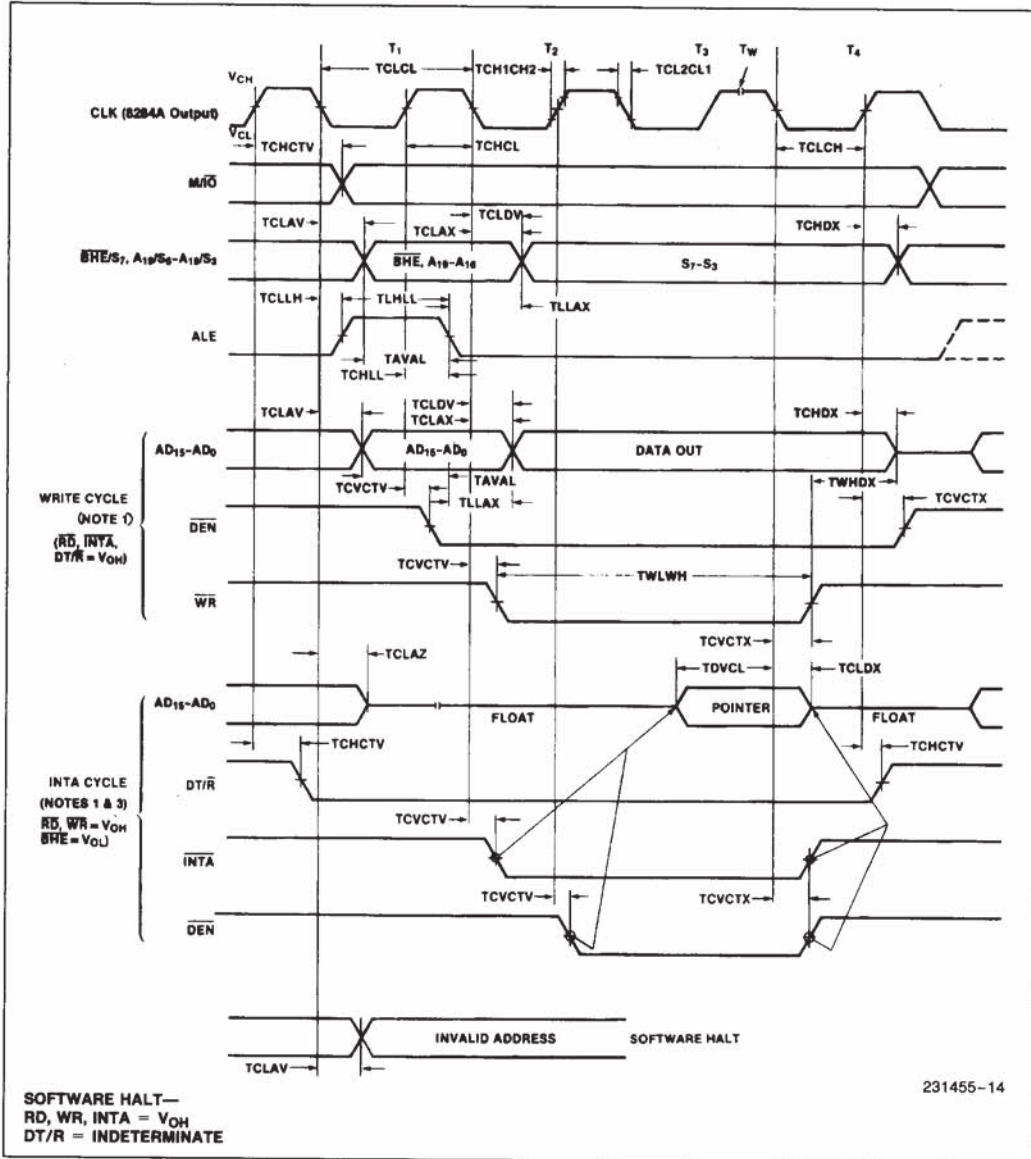 T1 T2 T3 TW T4
TCLCL TCH1CH2 TCL2CL1
VCH
CLK (8284A Output)
VCL
TCHCTV TCHCL TCLCH
M/IO
TCLAV TCLDV TCHDX
TCLAX
BHE/S7, A19/S6-A16/S3 BHE, A19-A16 S7-S3
TCLLH TLHLL TLLAX
ALE
TAVAL
TCHLL
TCLAV TCLDV TCHDX
TCLAX
AD15-AD0 AD15-AD0 DATA OUT
TCVCTV TAVAL TWHDX
TLLAX TCVCTX
WRITE CYCLE
(NOTE 1)
(RD, INTA,
DT/R = VOH)
DEN
TCVCTV TWLWH
WR
TCVCTX
TCLAZ TDVCL TCLDX
AD15-AD0 FLOAT POINTER FLOAT
TCHCTV TCHCTV
DT/R
INTA CYCLE
(NOTES 1 & 3)
RD, WR = VOH
BHE = VOL)
TCVCTV
INTA
TCVCTV TCVCTX
DEN
INVALID ADDRESS SOFTWARE HALT
TCLAV
231455-14
SOFTWARE HALT—
RD, WR, INTA = VOH
DT/R = INDETERMINATE